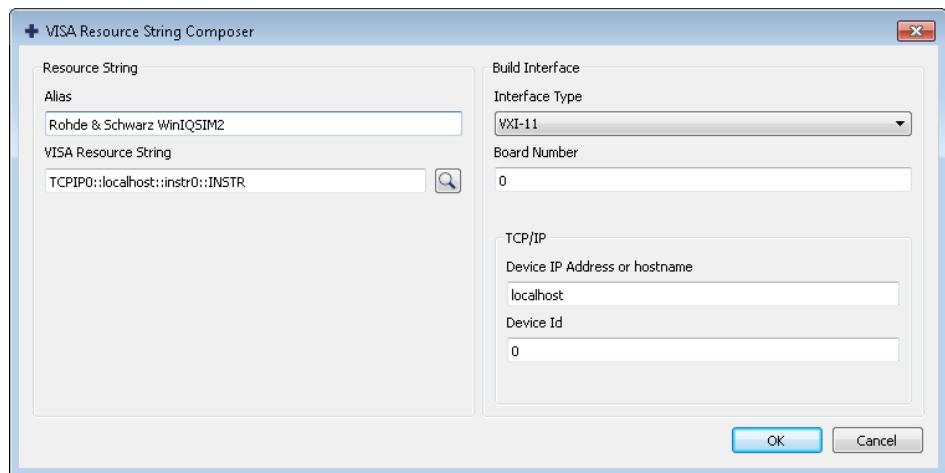 VISA Resource String Composer
Resource String
Alias
Rohde & Schwarz WinIQSIM2
VISA Resource String
TCPIP0::localhost::instr0::INSTR
Build Interface
Interface Type
VXI-11
Board Number
0
TCP/IP
Device IP Address or hostname
localhost
Device Id
0
OK
Cancel